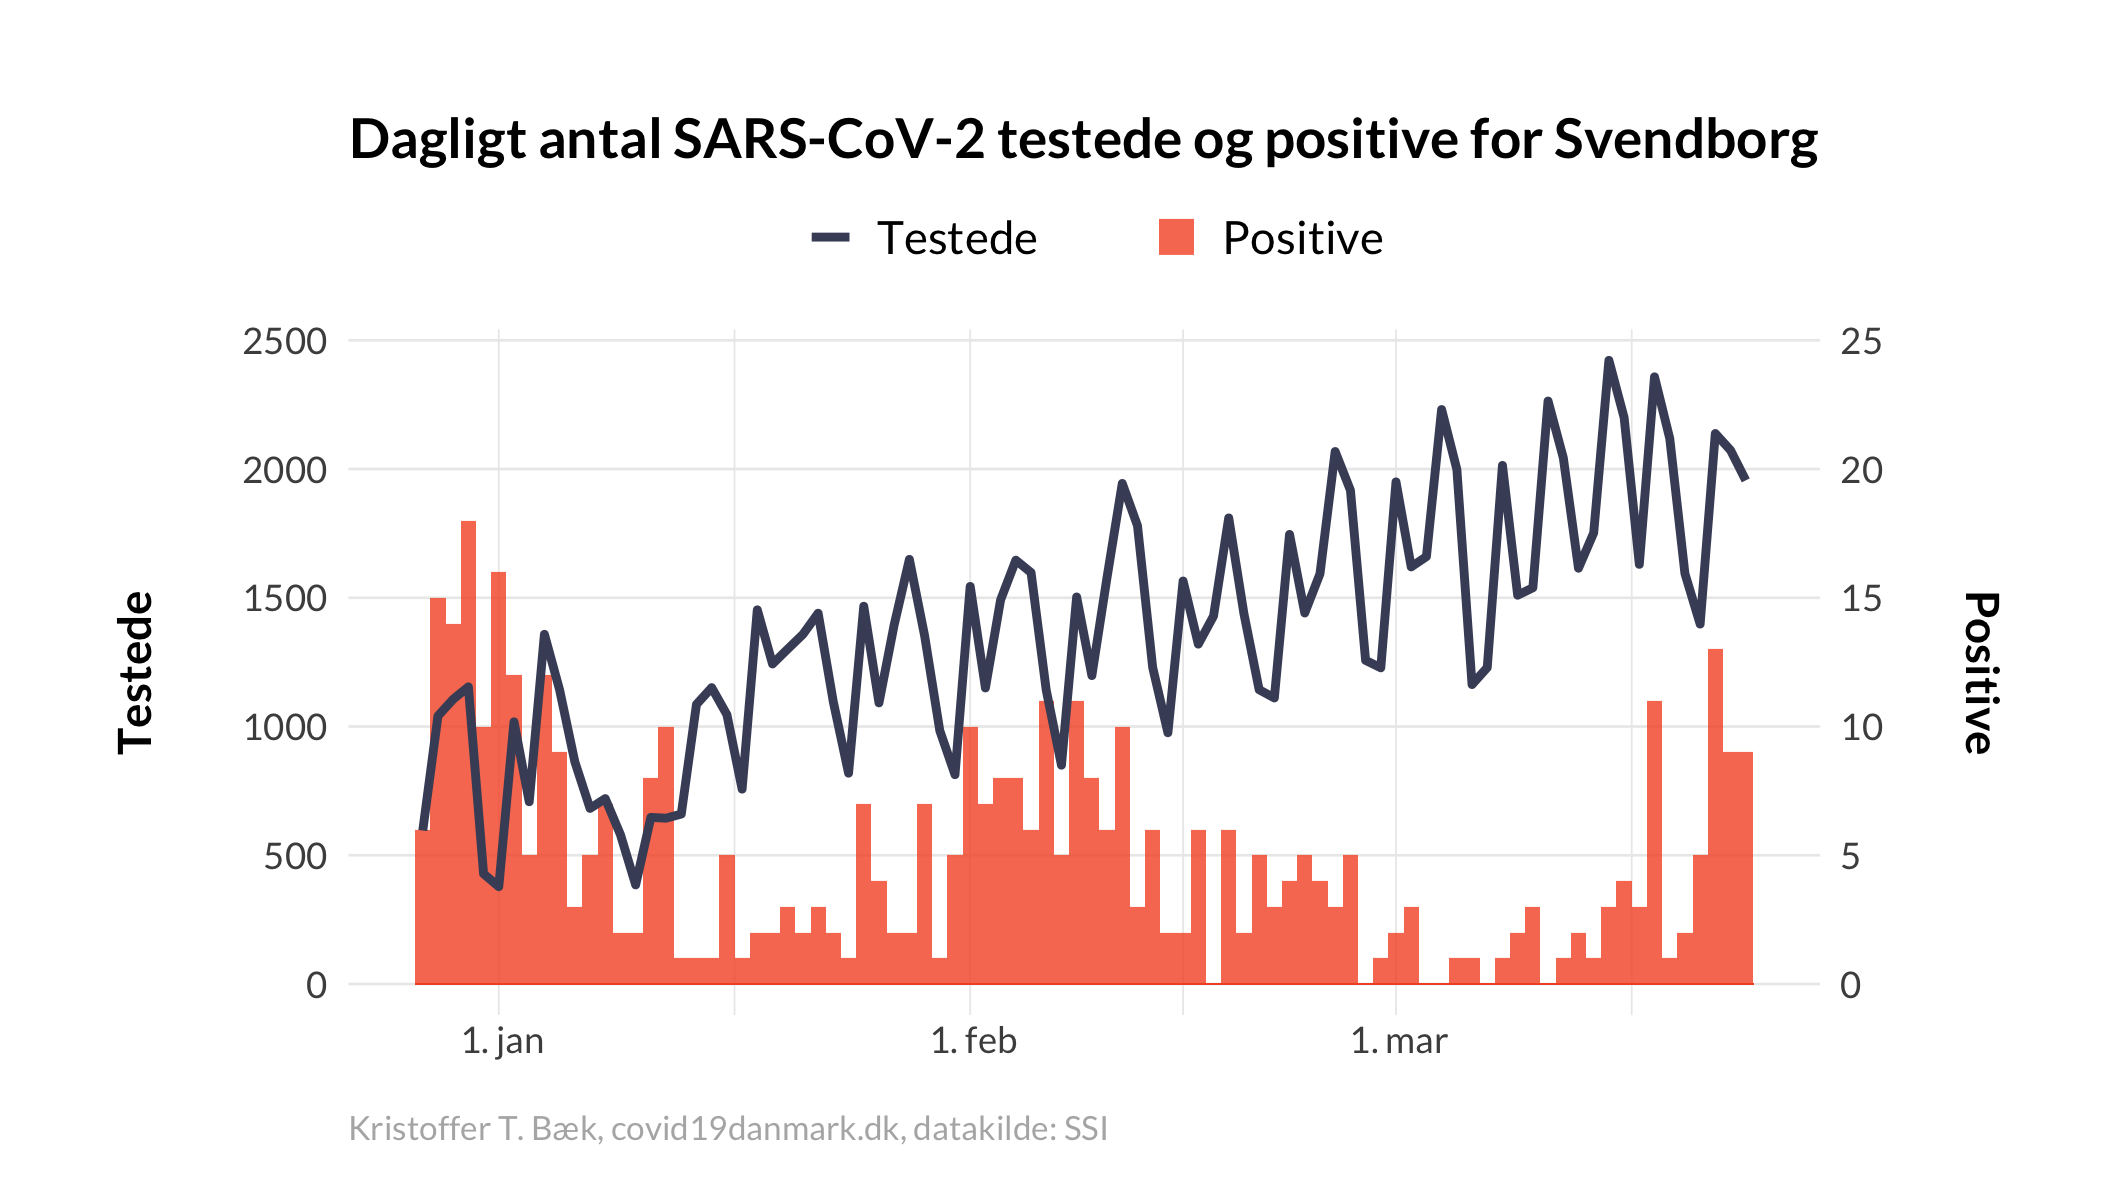 Dagligt antal SARS-CoV-2 testede og positive for Svendborg
Testede Positive
2500 25
2000 20
1500 15
1000 10
500 5
0 0
Testede
Positive
1. jan 1. feb 1. mar
Kristoffer T. Bæk, covid19danmark.dk, datakilde: SSI